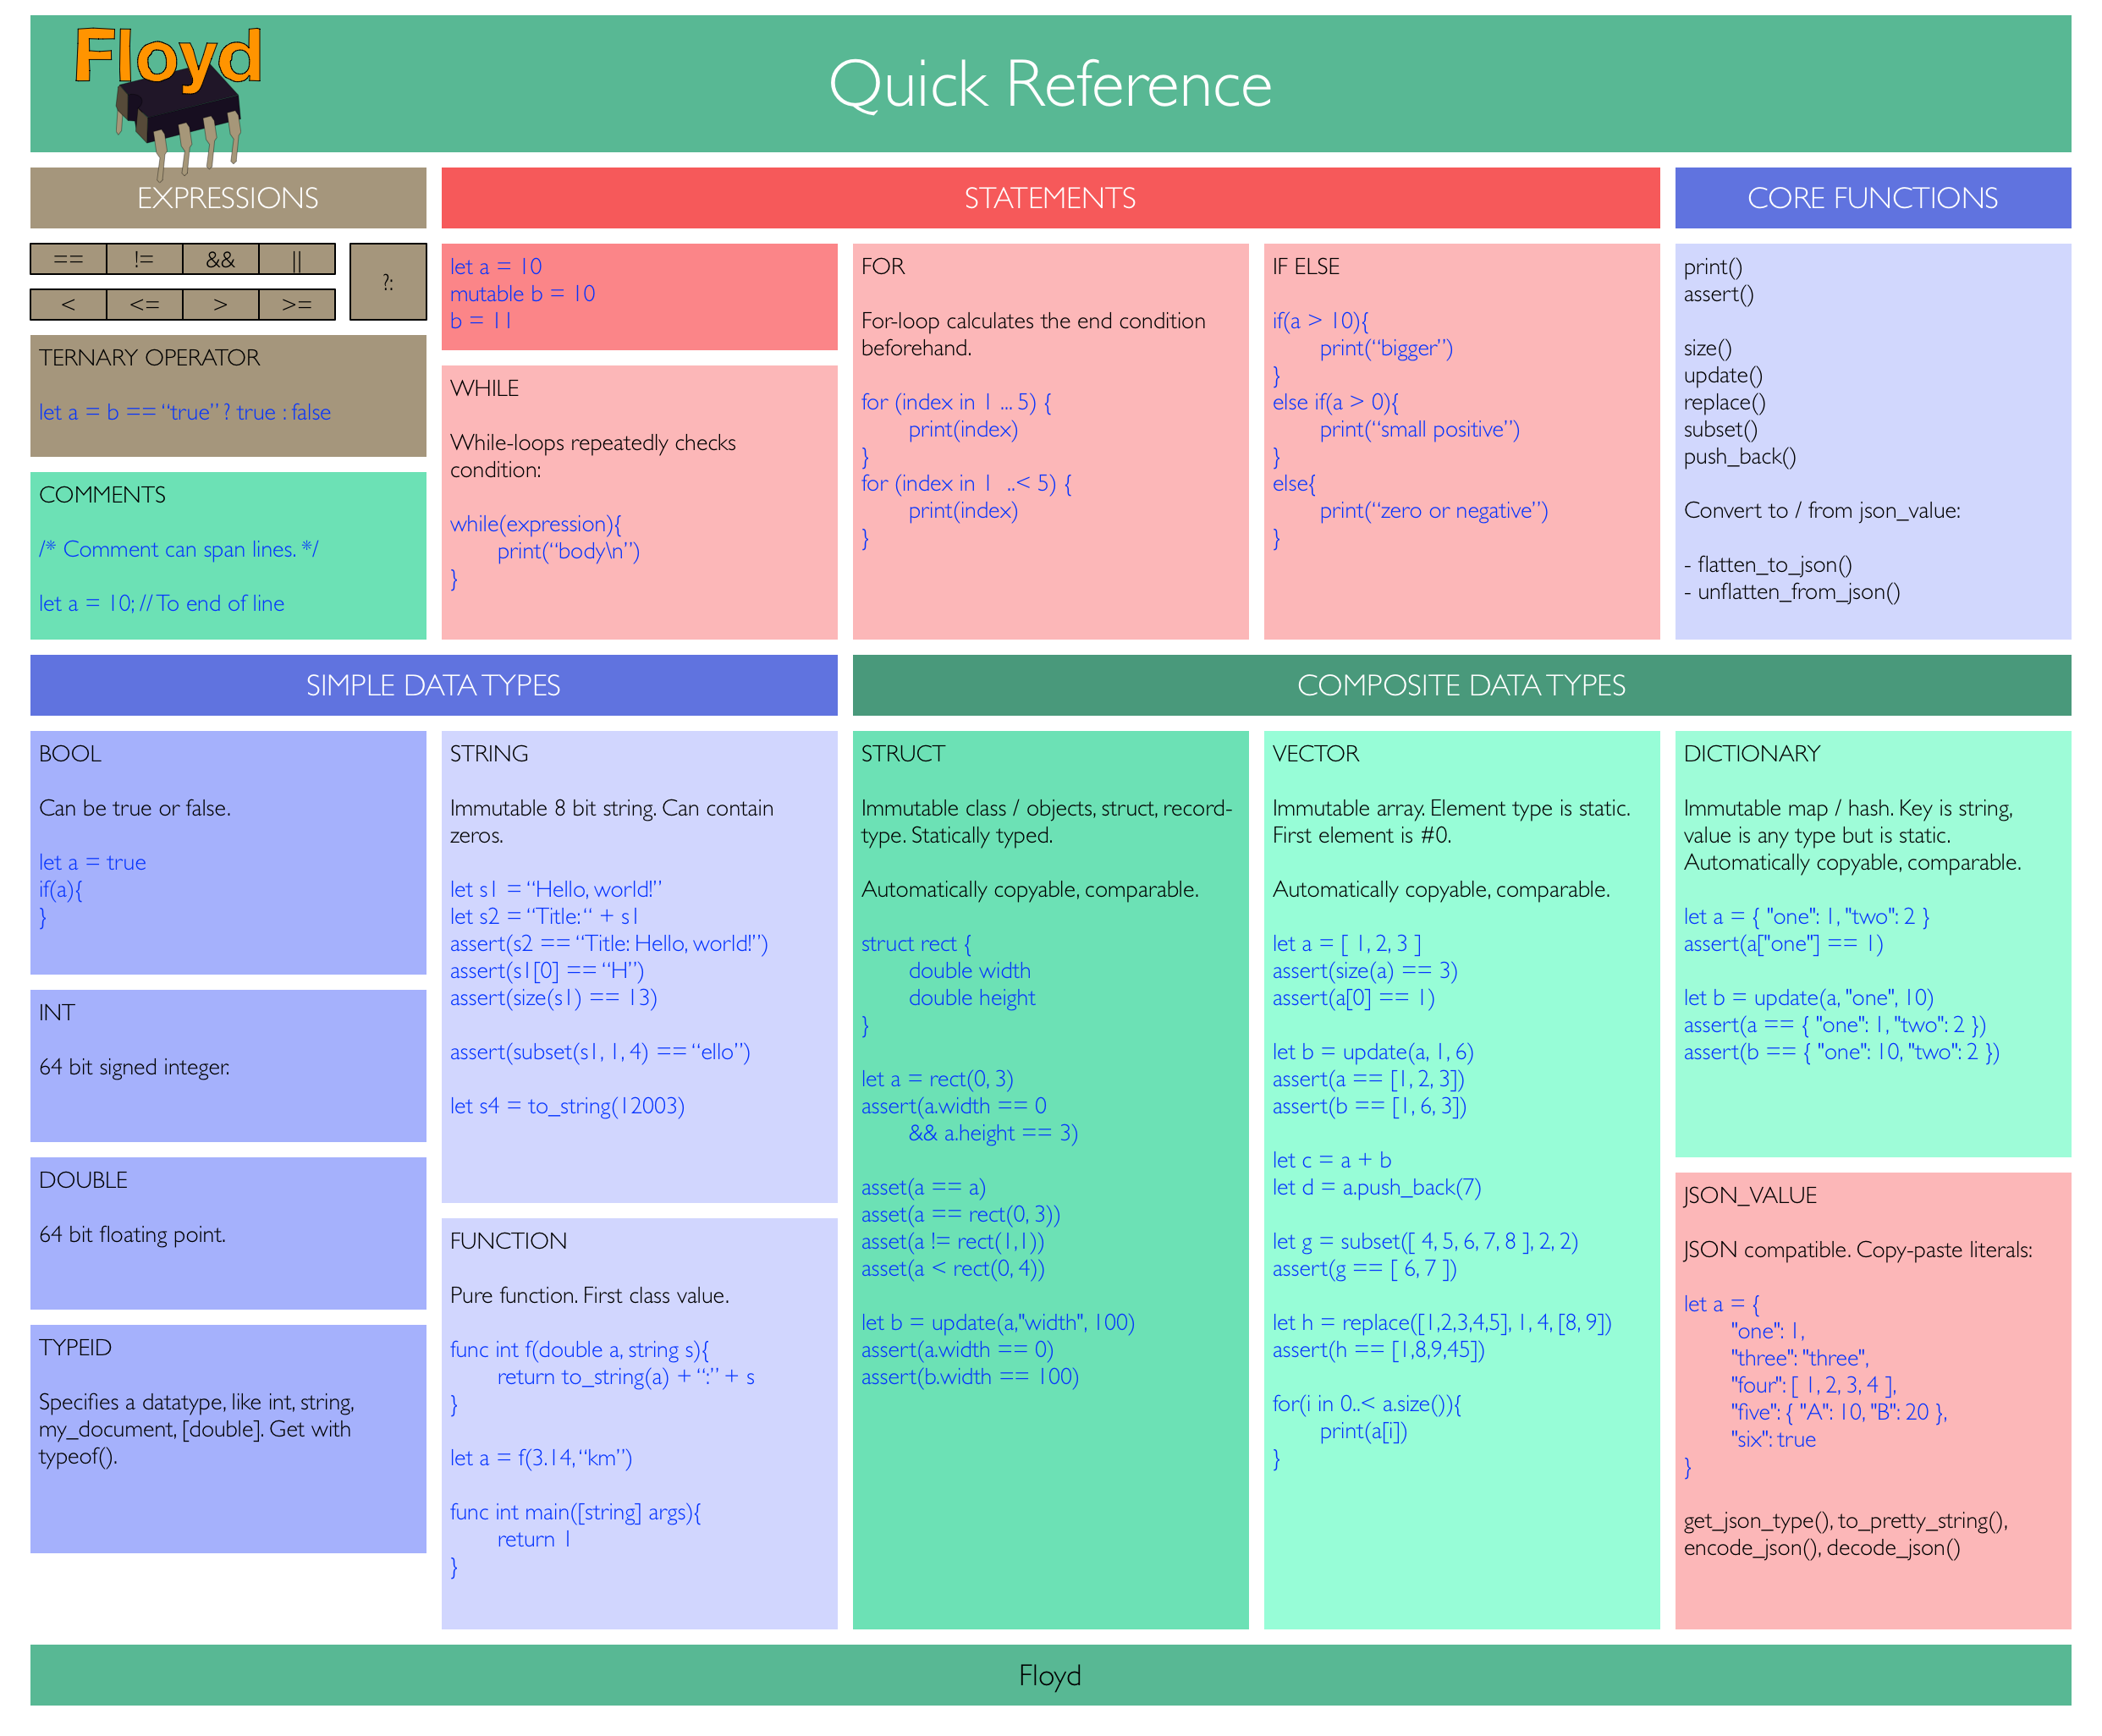 Floyd
Quick Reference
EXPRESSIONS
== != && ||
?:
< <= > >=
TERNARY OPERATOR
let a = b == “true” ? true : false
COMMENTS
/* Comment can span lines. */
let a = 10; // To end of line
STATEMENTS
let a = 10
mutable b = 10
b = 11
WHILE
While-loops repeatedly checks
condition:
while(expression){
print(“body\n”)
}
FOR
For-loop calculates the end condition
beforehand.
for (index in 1 ... 5) {
print(index)
}
for (index in 1  ..< 5) {
print(index)
}
IF ELSE
if(a > 10){
print(“bigger”)
}
else if(a > 0){
print(“small positive”)
}
else{
print(“zero or negative”)
}
CORE FUNCTIONS
print()
assert()
size()
update()
replace()
subset()
push_back()
Convert to / from json_value:
- flatten_to_json()
- unflatten_from_json()
SIMPLE DATA TYPES
BOOL
Can be true or false.
let a = true
if(a){
}
INT
64 bit signed integer.
DOUBLE
64 bit floating point.
TYPEID
Specifies a datatype, like int, string,
my_document, [double]. Get with
typeof().
STRING
Immutable 8 bit string. Can contain
zeros.
let s1 = “Hello, world!”
let s2 = “Title: “ + s1
assert(s2 == “Title: Hello, world!”)
assert(s1[0] == “H”)
assert(size(s1) == 13)
assert(subset(s1, 1, 4) == “ello”)
let s4 = to_string(12003)
FUNCTION
Pure function. First class value.
func int f(double a, string s){
return to_string(a) + “:” + s
}
let a = f(3.14, “km”)
func int main([string] args){
return 1
}
COMPOSITE DATA TYPES
STRUCT
Immutable class / objects, struct, record-
type. Statically typed.
Automatically copyable, comparable.
struct rect {
double width
double height
}
let a = rect(0, 3)
assert(a.width == 0
&& a.height == 3)
asset(a == a)
asset(a == rect(0, 3))
asset(a != rect(1,1))
asset(a < rect(0, 4))
let b = update(a,"width", 100)
assert(a.width == 0)
assert(b.width == 100)
VECTOR
Immutable array. Element type is static.
First element is #0.
Automatically copyable, comparable.
let a = [ 1, 2, 3 ]
assert(size(a) == 3)
assert(a[0] == 1)
let b = update(a, 1, 6)
assert(a == [1, 2, 3])
assert(b == [1, 6, 3])
let c = a + b
let d = a.push_back(7)
let g = subset([ 4, 5, 6, 7, 8 ], 2, 2)
assert(g == [ 6, 7 ])
let h = replace([1,2,3,4,5], 1, 4, [8, 9])
assert(h == [1,8,9,45])
for(i in 0..< a.size()){
print(a[i])
}
DICTIONARY
Immutable map / hash. Key is string,
value is any type but is static.
Automatically copyable, comparable.
let a = { "one": 1, "two": 2 }
assert(a["one"] == 1)
let b = update(a, "one", 10)
assert(a == { "one": 1, "two": 2 })
assert(b == { "one": 10, "two": 2 })
JSON_VALUE
JSON compatible. Copy-paste literals:
let a = {
"one": 1,
"three": "three",
"four": [ 1, 2, 3, 4 ],
"five": { "A": 10, "B": 20 },
"six": true
}
get_json_type(), to_pretty_string(),
encode_json(), decode_json()
Floyd